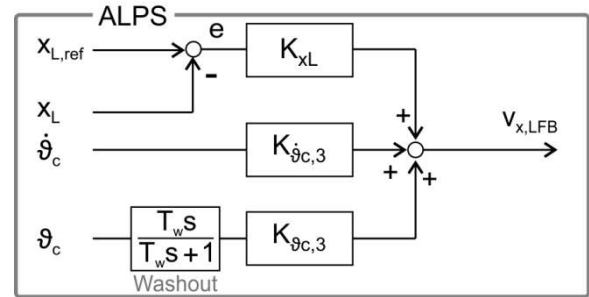 ALPS
x_L,ref
e
K_xL
-
x_L
+
v_x,LFB
ϑ̇_c
K_ϑ̇c,3
+
+
ϑ_c
T_w s
T_w s + 1
K_ϑc,3
Washout